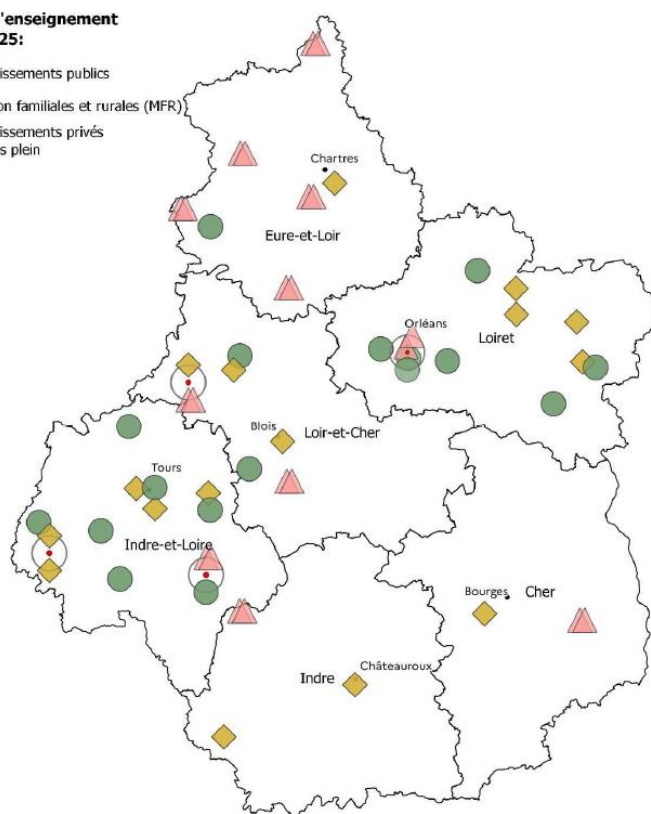 'enseignement
25:
issements publics
on familiales et rurales (MFR)
issements privés
s plein
Chartres
Eure-et-Loir
Orléans
Loiret
Blois
Loir-et-Cher
Tours
Indre-et-Loire
Bourges
Cher
Châteauroux
Indre